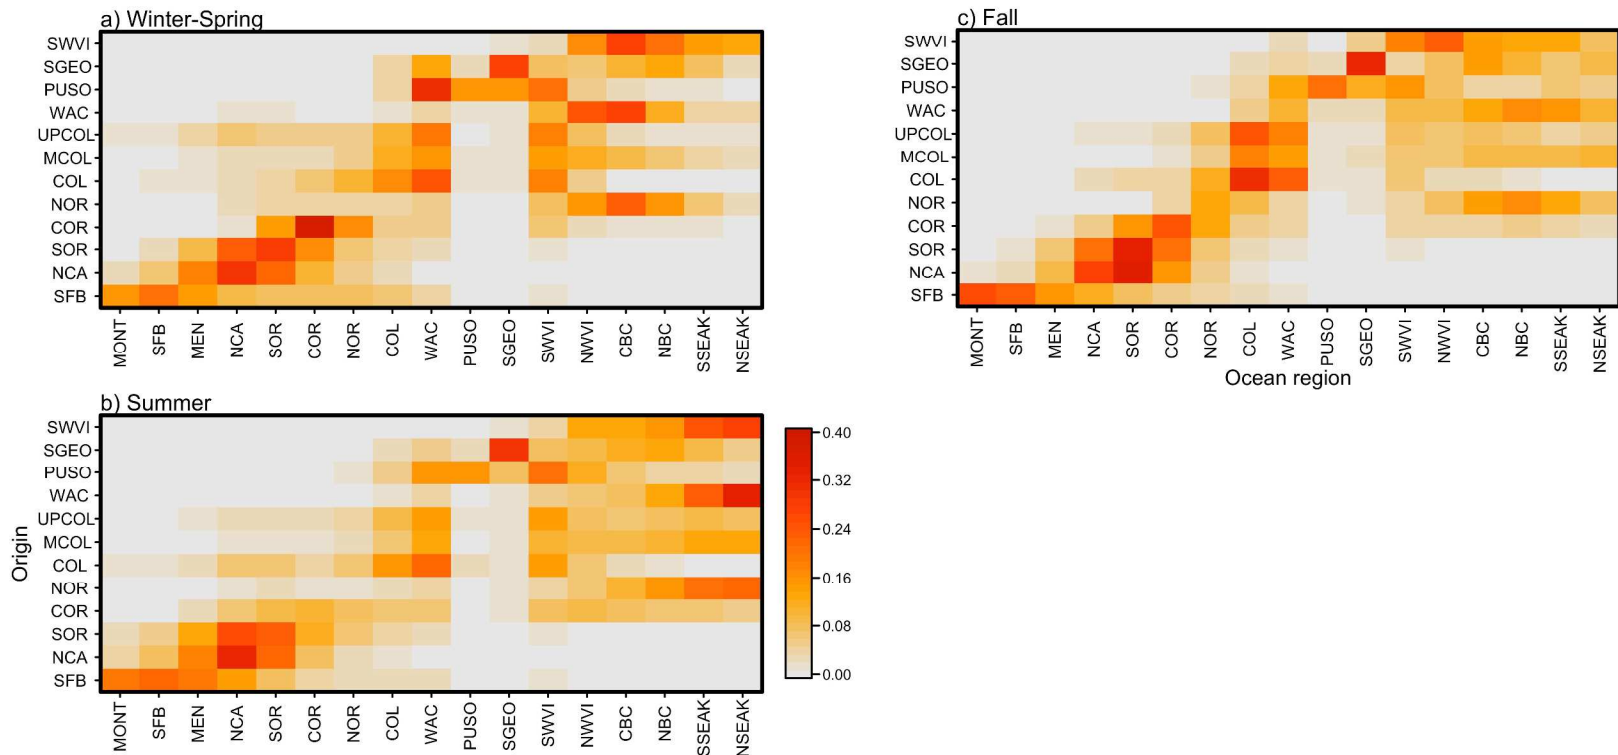 a) Winter-Spring
SWVI
SGEO
PUSO
WAC
UPCOL
MCOL
COL
NOR
COR
SOR
NCA
SFB
MONT SFB MEN NCA SOR COR NOR COL WAC PUSO SGEO SWVI NWVI CBC NBC SSEAK NSEAK
c) Fall
SWVI
SGEO
PUSO
WAC
UPCOL
MCOL
COL
NOR
COR
SOR
NCA
SFB
MONT SFB MEN NCA SOR COR NOR COL WAC PUSO SGEO SWVI NWVI CBC NBC SSEAK NSEAK
Ocean region
b) Summer
Origin
SWVI
SGEO
PUSO
WAC
UPCOL
MCOL
COL
NOR
COR
SOR
NCA
SFB
MONT SFB MEN NCA SOR COR NOR COL WAC PUSO SGEO SWVI NWVI CBC NBC SSEAK NSEAK
0.40
0.32
0.24
0.16
0.08
0.00